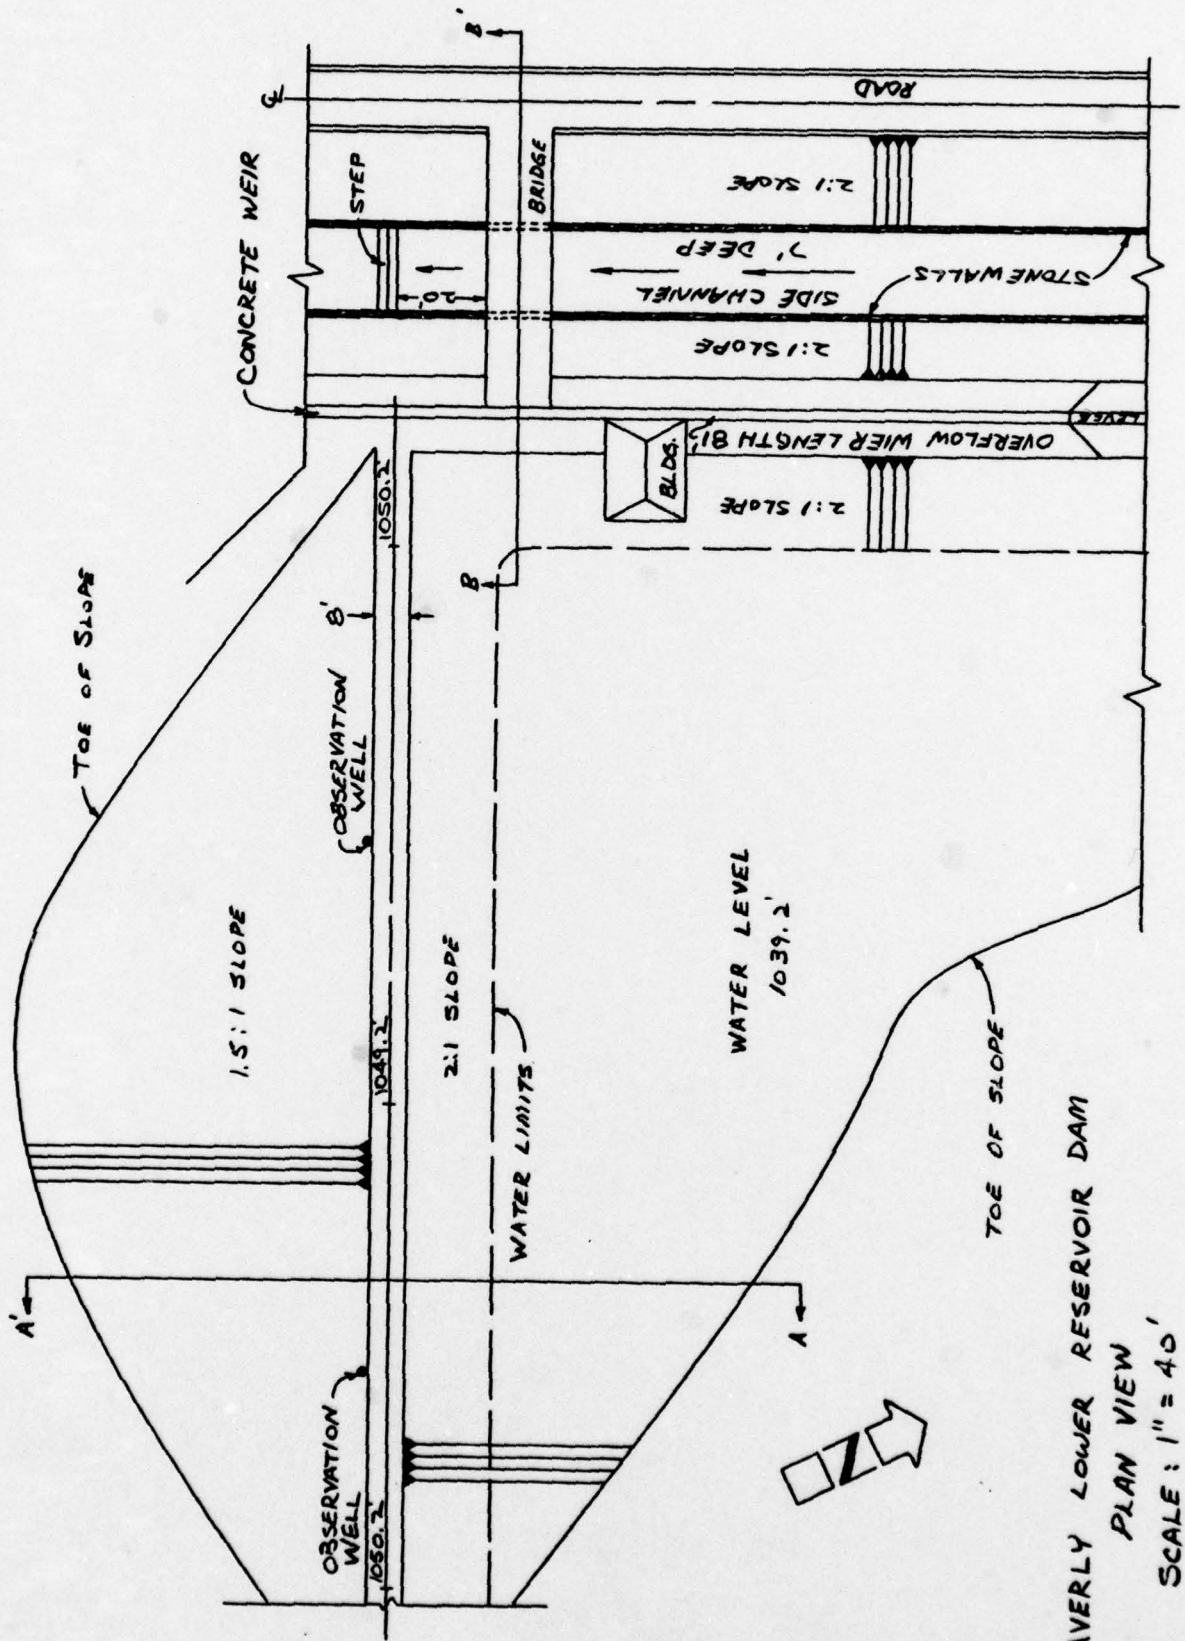 B'
℄
ROAD
CONCRETE WEIR
STEP
BRIDGE
2:1 SLOPE
20'
7' DEEP
SIDE CHANNEL
STONE WALLS
2:1 SLOPE
LEVEL
OVERFLOW WIER LENGTH 81'
BLDG.
2:1 SLOPE
1050.2'
B
8'
TOE OF SLOPE
OBSERVATION
WELL
1.5:1 SLOPE
1049.2'
2:1 SLOPE
WATER LEVEL
1039.2'
WATER LIMITS
TOE OF SLOPE
A'
A
OBSERVATION
WELL
1050.2'
N
AVERLY LOWER RESERVOIR DAM
PLAN VIEW
SCALE: 1" = 40'